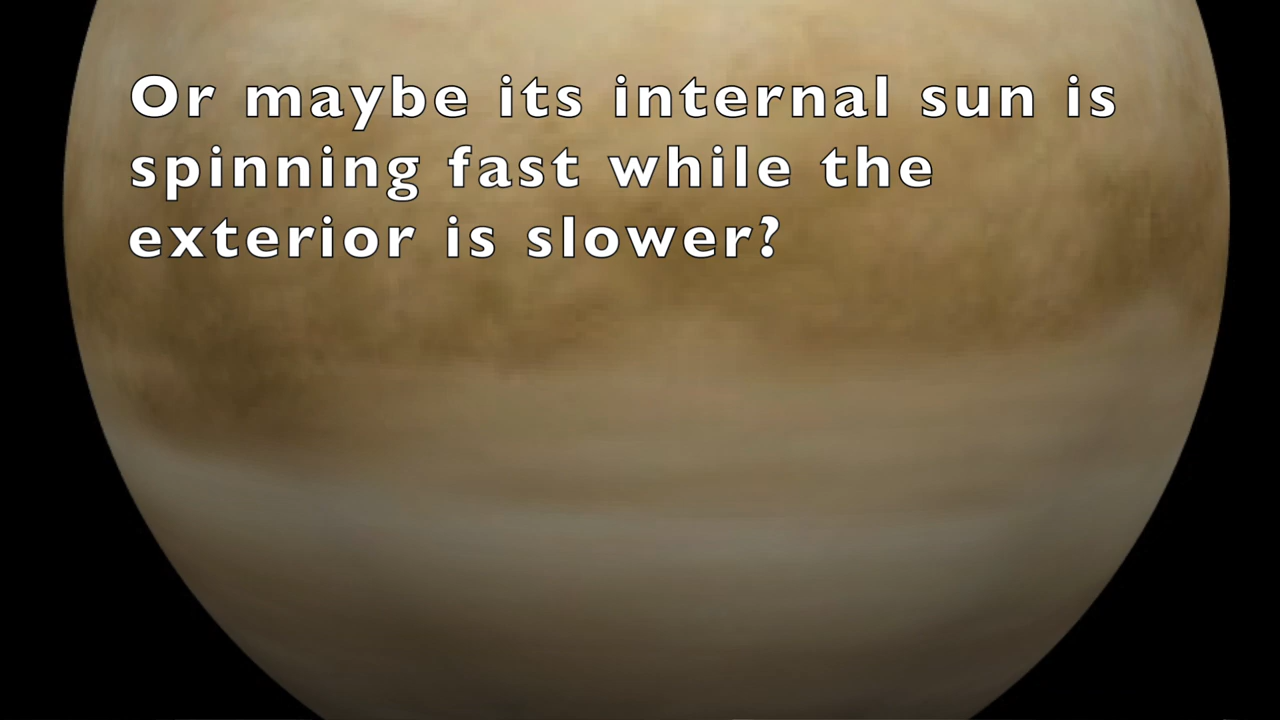 Or maybe its internal sun is
spinning fast while the
exterior is slower?